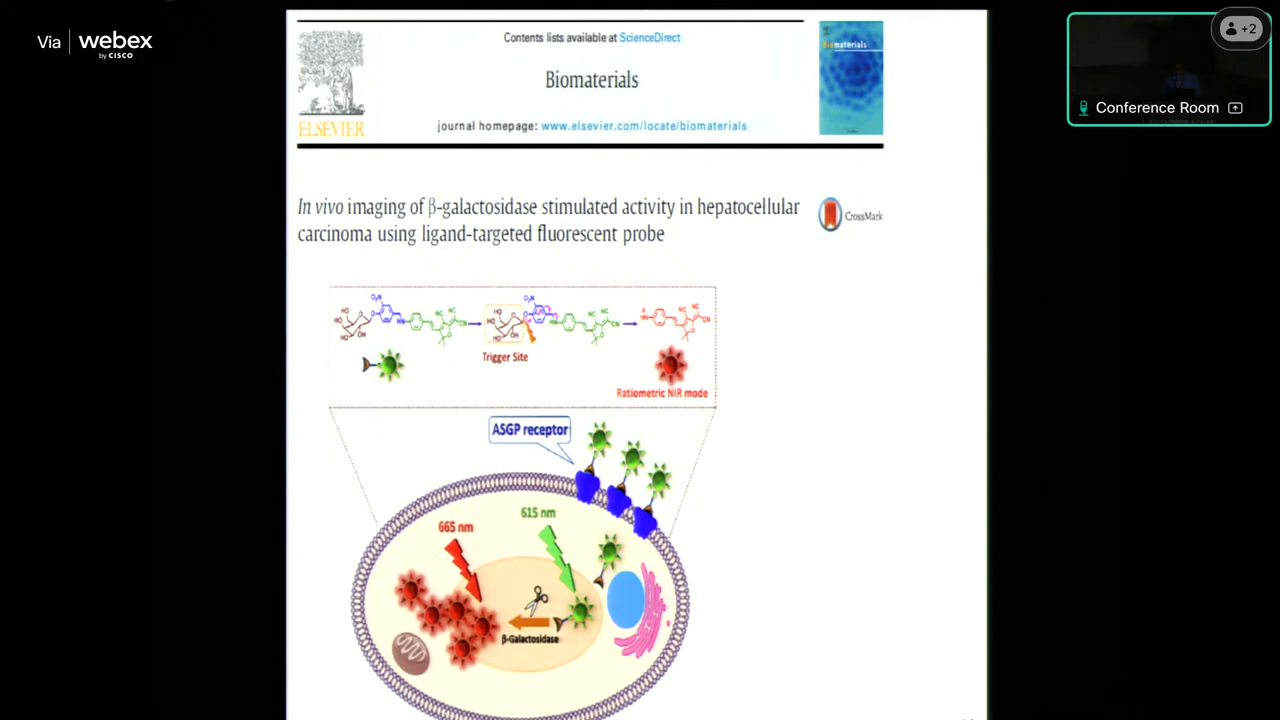 Via webex
by CISCO
+2
Conference Room
Contents lists available at ScienceDirect
Biomaterials
journal homepage: www.elsevier.com/locate/biomaterials
ELSEVIER
Biomaterials
In vivo imaging of β-galactosidase stimulated activity in hepatocellular
carcinoma using ligand-targeted fluorescent probe
CrossMark
Trigger Site
Ratiometric NIR mode
ASGP receptor
665 nm
615 nm
β-Galactosidase